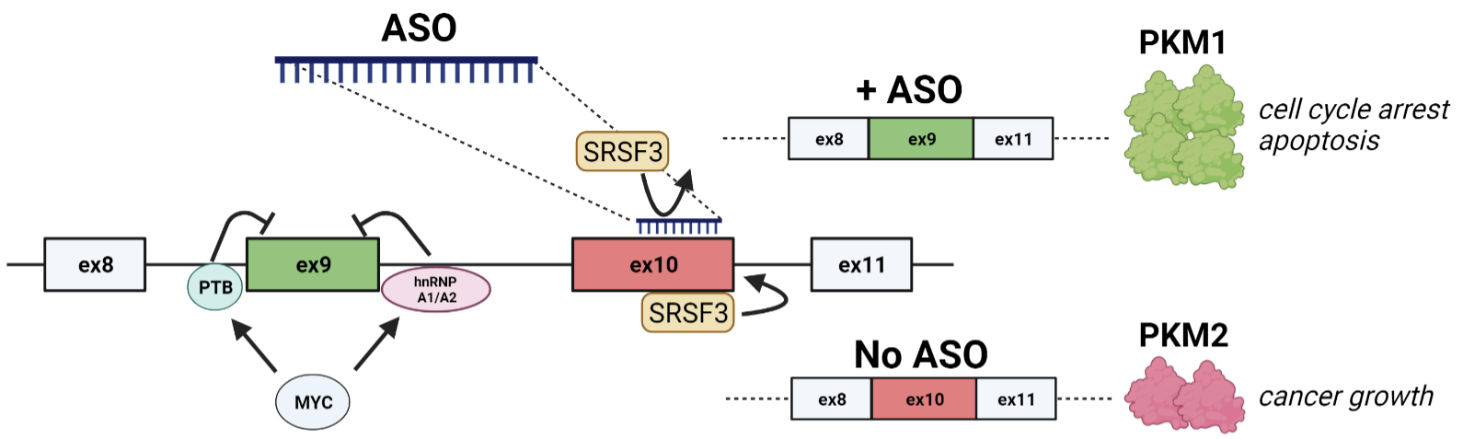 ASO
PKM1
+ ASO
cell cycle arrest
apoptosis
ex8 ex9 ex11
SRSF3
ex8 ex9 ex10 ex11
PTB
hnRNP
A1/A2
SRSF3
PKM2
No ASO
ex8 ex10 ex11
cancer growth
MYC